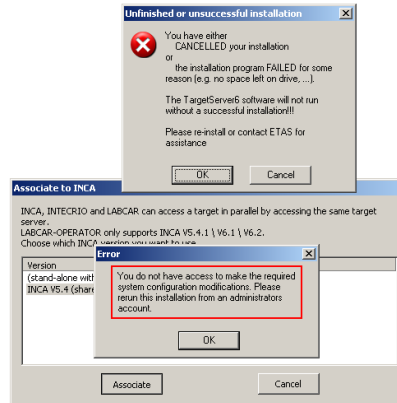 Unfinished or unsuccessful installation
You have either
CANCELLED your installation
or
the installation program FAILED for some
reason (e.g. no space left on drive, ...).
The TargetServer6 software will not run
without a successful installation!!!
Please re-install or contact ETAS for
assistance
OK Cancel
Associate to INCA
INCA, INTECRIO and LABCAR can access a target in parallel by accessing the same target
server.
LABCAR-OPERATOR only supports INCA V5.4.1 \ V6.1 \ V6.2.
Choose which INCA version you want to use.
Version
(stand-alone with
INCA V5.4 (share
Error
You do not have access to make the required
system configuration modifications. Please
rerun this installation from an administrators
account.
OK
Associate Cancel